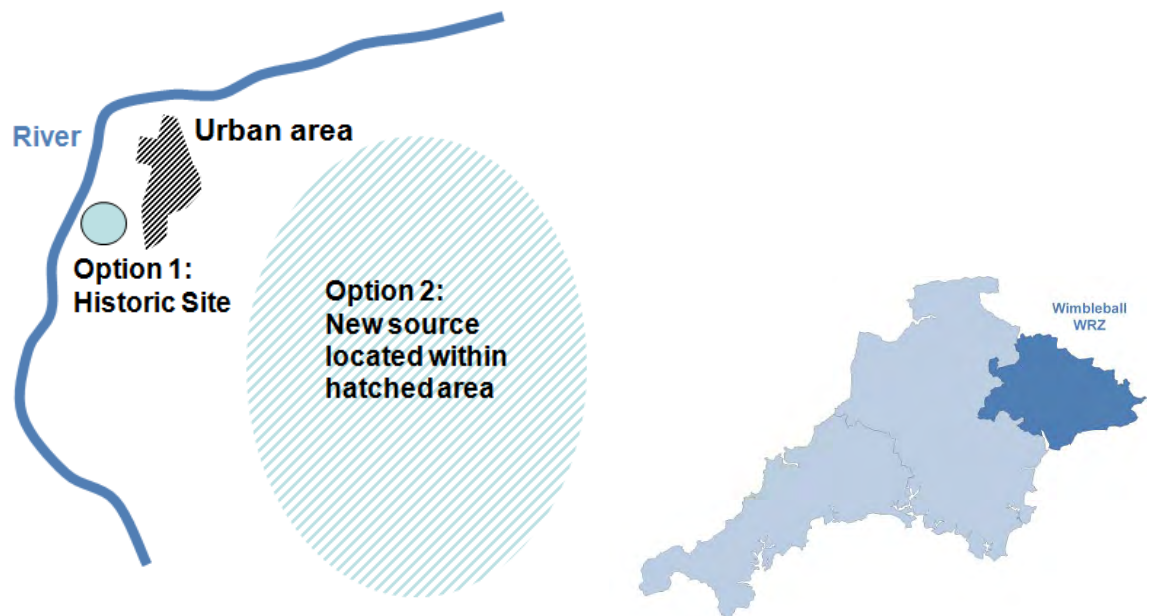 River
Urban area
Option 1:
Historic Site
Option 2:
New source
located within
hatched area
Wimbleball
WRZ